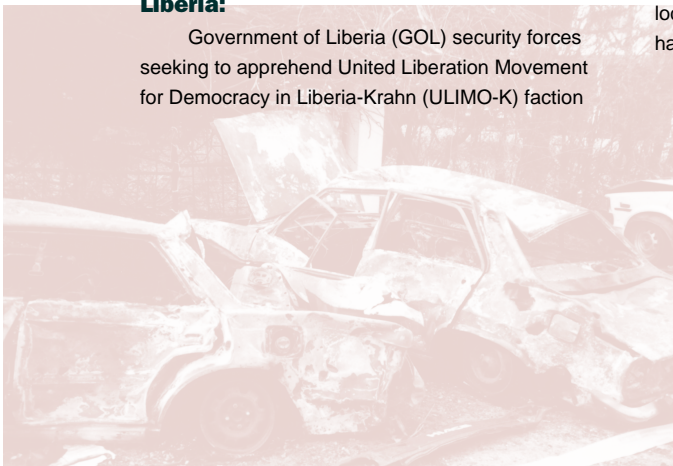 Liberia:
Government of Liberia (GOL) security forces
seeking to apprehend United Liberation Movement
for Democracy in Liberia-Krahn (ULIMO-K) faction